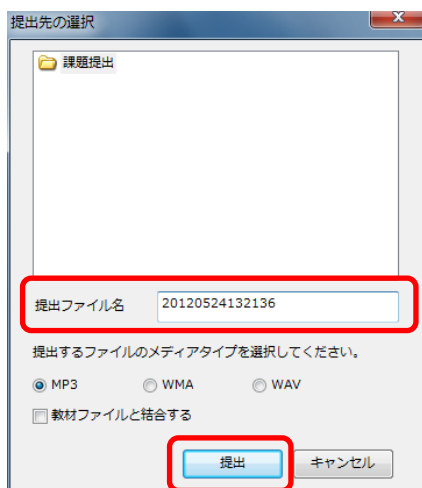 提出先の選択
課題提出
提出ファイル名 20120524132136
提出するファイルのメディアタイプを選択してください。
MP3 WMA WAV
教材ファイルと結合する
提出 キャンセル